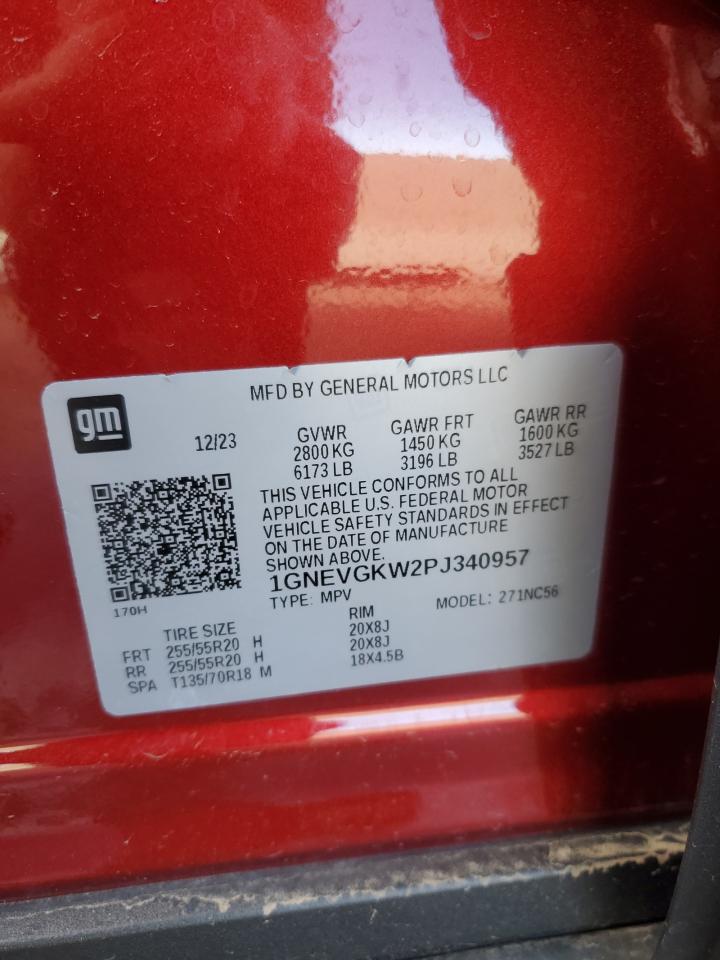 MFD BY GENERAL MOTORS LLC
gm
12/23
GVWR GAWR FRT GAWR RR
2800 KG 1450 KG 1600 KG
6173 LB 3196 LB 3527 LB
THIS VEHICLE CONFORMS TO ALL
APPLICABLE U.S. FEDERAL MOTOR
VEHICLE SAFETY STANDARDS IN EFFECT
ON THE DATE OF MANUFACTURE
SHOWN ABOVE.
1GNEVGKW2PJ340957
170H
TYPE: MPV MODEL: 271NC56
TIRE SIZE RIM
FRT 255/55R20 H 20X8J
RR 255/55R20 H 20X8J
SPA T135/70R18 M 18X4.5B